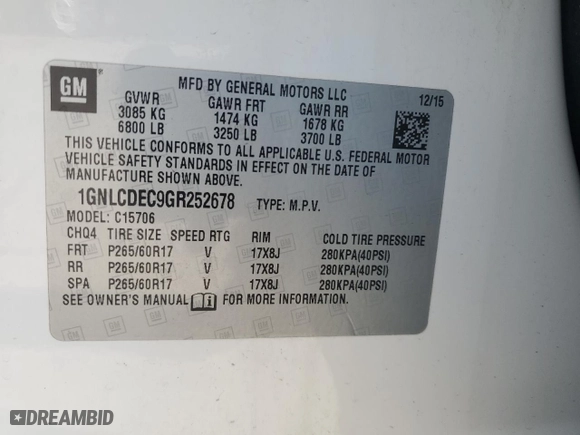 GM
MFD BY GENERAL MOTORS LLC
12/15
GVWR GAWR FRT GAWR RR
3085 KG 1474 KG 1678 KG
6800 LB 3250 LB 3700 LB
THIS VEHICLE CONFORMS TO ALL APPLICABLE U.S. FEDERAL MOTOR
VEHICLE SAFETY STANDARDS IN EFFECT ON THE DATE OF
MANUFACTURE SHOWN ABOVE.
1GNLCDEC9GR252678 TYPE: M.P.V.
MODEL: C15706
CHQ4 TIRE SIZE SPEED RTG RIM COLD TIRE PRESSURE
FRT P265/60R17 V 17X8J 280KPA(40PSI)
RR P265/60R17 V 17X8J 280KPA(40PSI)
SPA P265/60R17 V 17X8J 280KPA(40PSI)
SEE OWNER'S MANUAL FOR MORE INFORMATION.
DREAMBID